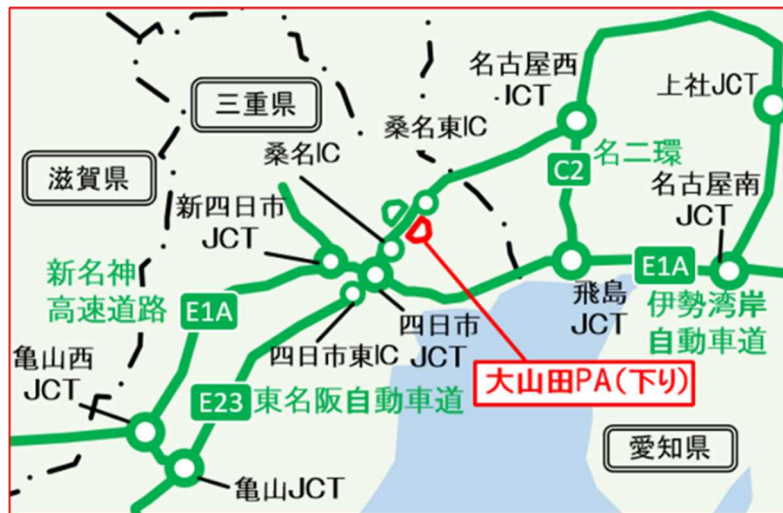 名古屋西
JCT
上社JCT
三重県
桑名東IC
桑名IC
C2
名二環
滋賀県
名古屋南
JCT
新四日市
JCT
新名神
高速道路
E1A
E1A
飛島
JCT
伊勢湾岸
自動車道
四日市
JCT
四日市東IC
亀山西
JCT
大山田PA(下り)
E23
東名阪自動車道
愛知県
亀山JCT